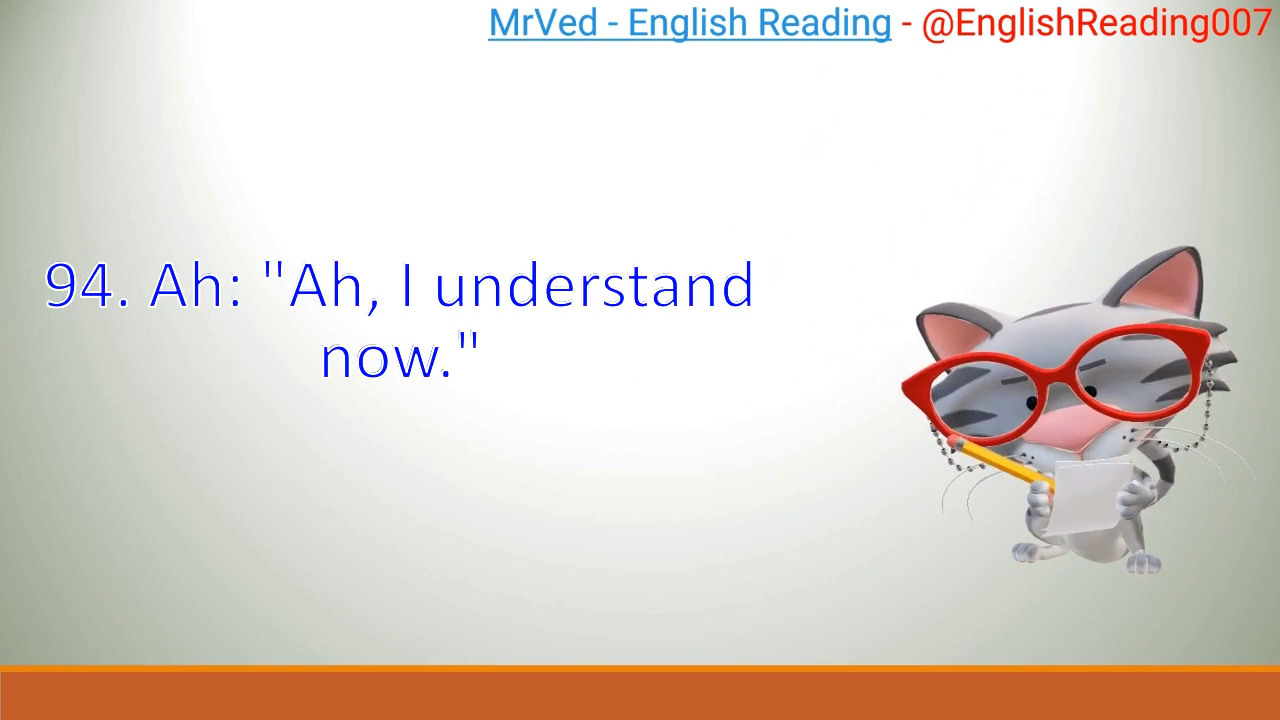 MrVed - English Reading - @EnglishReading007
94. Ah: "Ah, I understand
now."